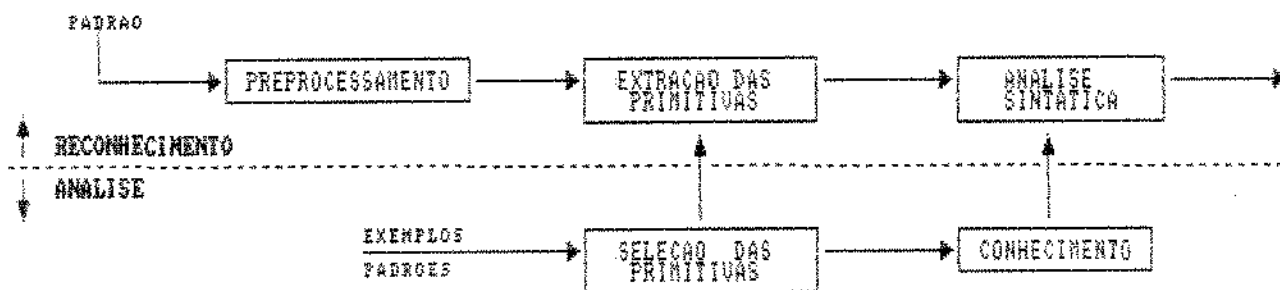 PADRAO
PREPROCESSAMENTO
EXTRAÇAO DAS
PRIMITIVAS
ANALISE
SINTATICA
RECONHECIMENTO
ANALISE
EXEMPLOS
PADROES
SELEÇAO DAS
PRIMITIVAS
CONHECIMENTO